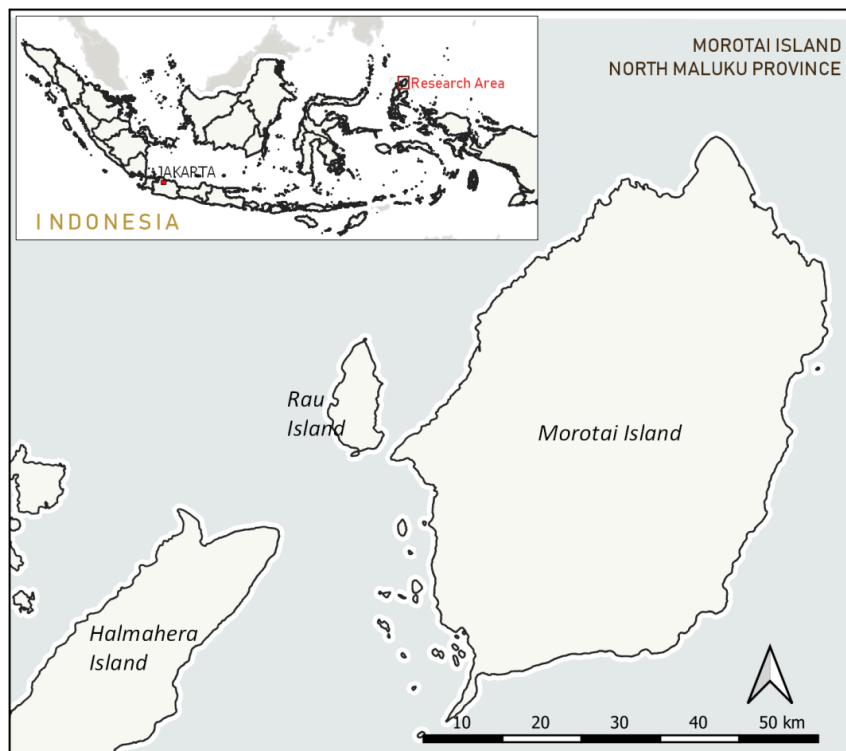 MOROTAI ISLAND
NORTH MALUKU PROVINCE
Research Area
JAKARTA
INDONESIA
Rau
Island
Morotai Island
Halmahera
Island
10 20 30 40 50 km